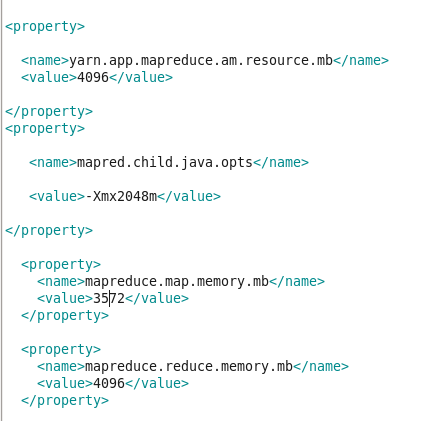 <property>
<name>yarn.app.mapreduce.am.resource.mb</name>
<value>4096</value>
</property>
<property>
<name>mapred.child.java.opts</name>
<value>-Xmx2048m</value>
</property>
<property>
<name>mapreduce.map.memory.mb</name>
<value>3572</value>
</property>
<property>
<name>mapreduce.reduce.memory.mb</name>
<value>4096</value>
</property>